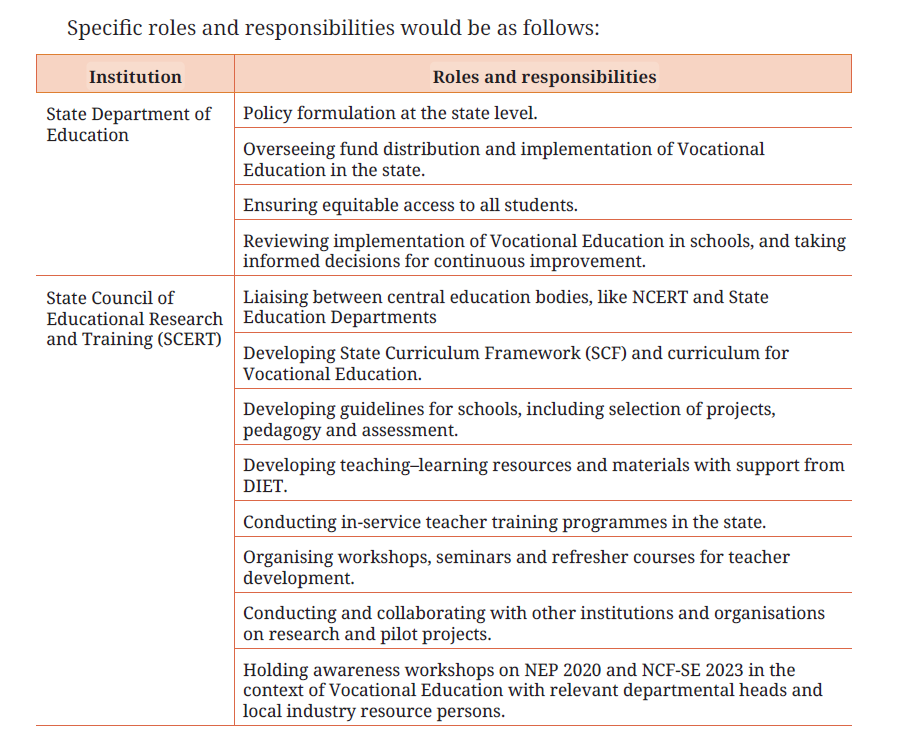 Specific roles and responsibilities would be as follows:
Institution
Roles and responsibilities
State Department of
Education
Policy formulation at the state level.
Overseeing fund distribution and implementation of Vocational
Education in the state.
Ensuring equitable access to all students.
Reviewing implementation of Vocational Education in schools, and taking
informed decisions for continuous improvement.
State Council of
Educational Research
and Training (SCERT)
Liaising between central education bodies, like NCERT and State
Education Departments
Developing State Curriculum Framework (SCF) and curriculum for
Vocational Education.
Developing guidelines for schools, including selection of projects,
pedagogy and assessment.
Developing teaching–learning resources and materials with support from
DIET.
Conducting in-service teacher training programmes in the state.
Organising workshops, seminars and refresher courses for teacher
development.
Conducting and collaborating with other institutions and organisations
on research and pilot projects.
Holding awareness workshops on NEP 2020 and NCF-SE 2023 in the
context of Vocational Education with relevant departmental heads and
local industry resource persons.